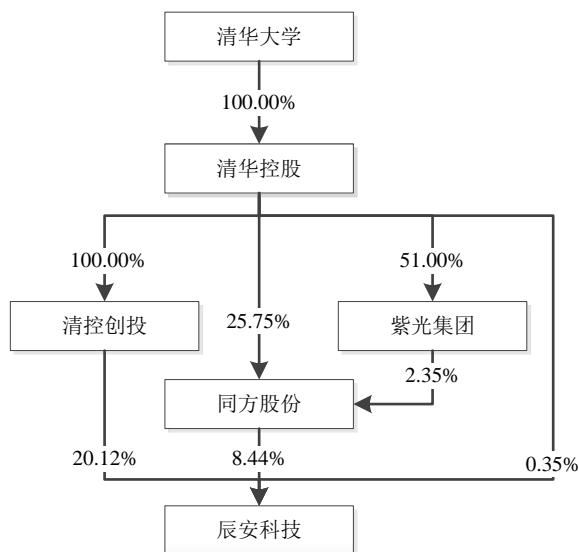 清华大学
100.00%
清华控股
100.00%
51.00%
清控创投
25.75%
紫光集团
2.35%
同方股份
20.12%
8.44%
0.35%
辰安科技